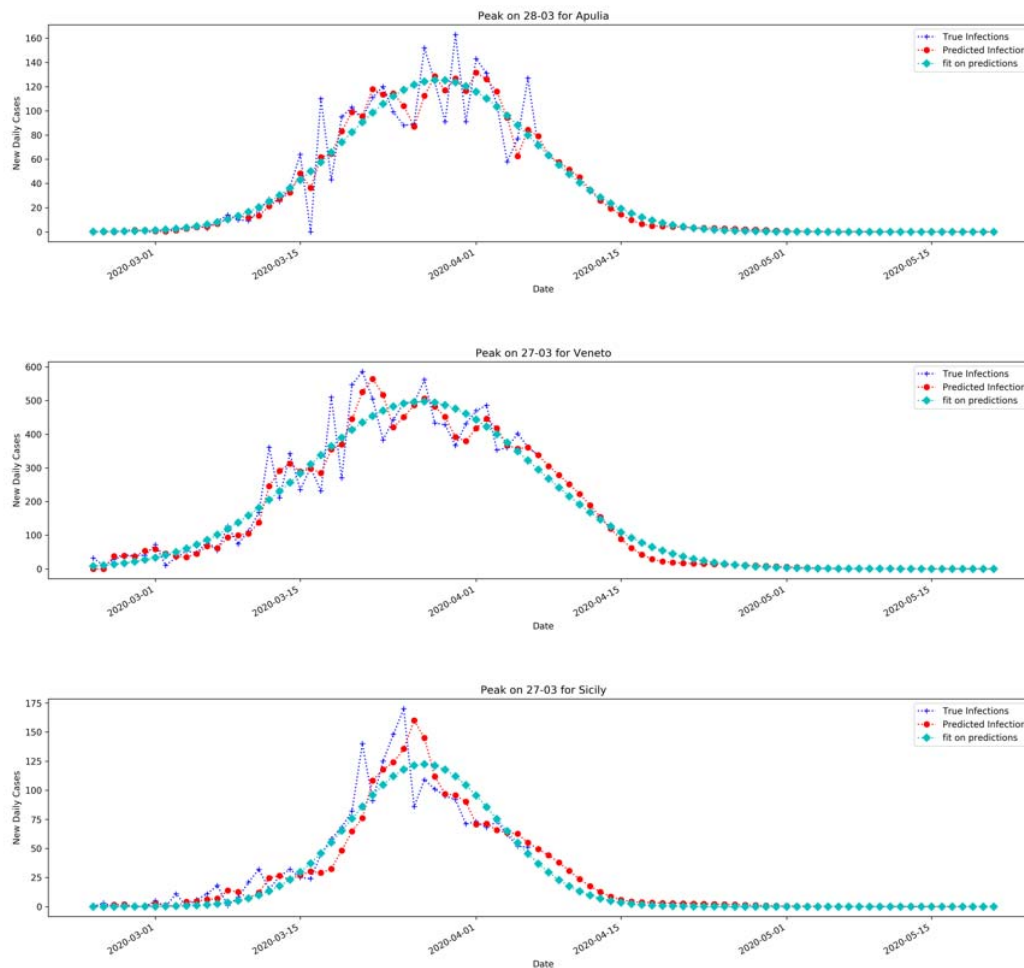 Peak on 28-03 for Apulia
True Infections
Predicted Infection
fit on predictions
New Daily Cases
160
140
120
100
80
60
40
20
0
2020-03-01
2020-03-15
2020-04-01
2020-04-15
2020-05-01
2020-05-15
Date
Peak on 27-03 for Veneto
True Infections
Predicted Infection
fit on predictions
New Daily Cases
600
500
400
300
200
100
0
2020-03-01
2020-03-15
2020-04-01
2020-04-15
2020-05-01
2020-05-15
Date
Peak on 27-03 for Sicily
True Infections
Predicted Infection
fit on predictions
New Daily Cases
175
150
125
100
75
50
25
0
2020-03-01
2020-03-15
2020-04-01
2020-04-15
2020-05-01
2020-05-15
Date